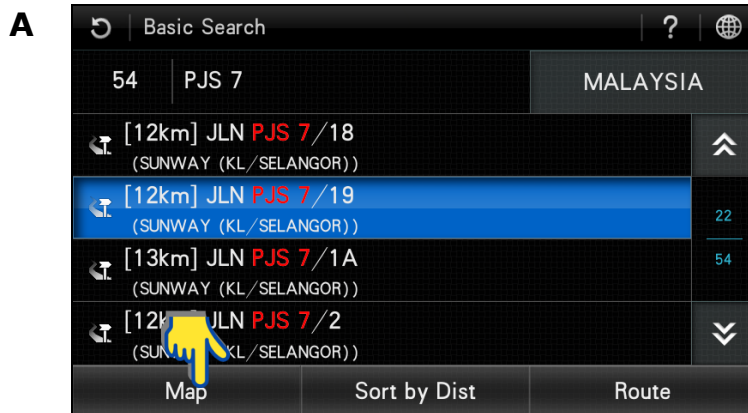 A
Basic Search ?
54 PJS 7 MALAYSIA
[12km] JLN PJS 7/18
(SUNWAY (KL/SELANGOR))
[12km] JLN PJS 7/19
(SUNWAY (KL/SELANGOR))
22
54
[13km] JLN PJS 7/1A
(SUNWAY (KL/SELANGOR))
[12k JLN PJS 7/2
(SUN KL/SELANGOR))
Map Sort by Dist Route